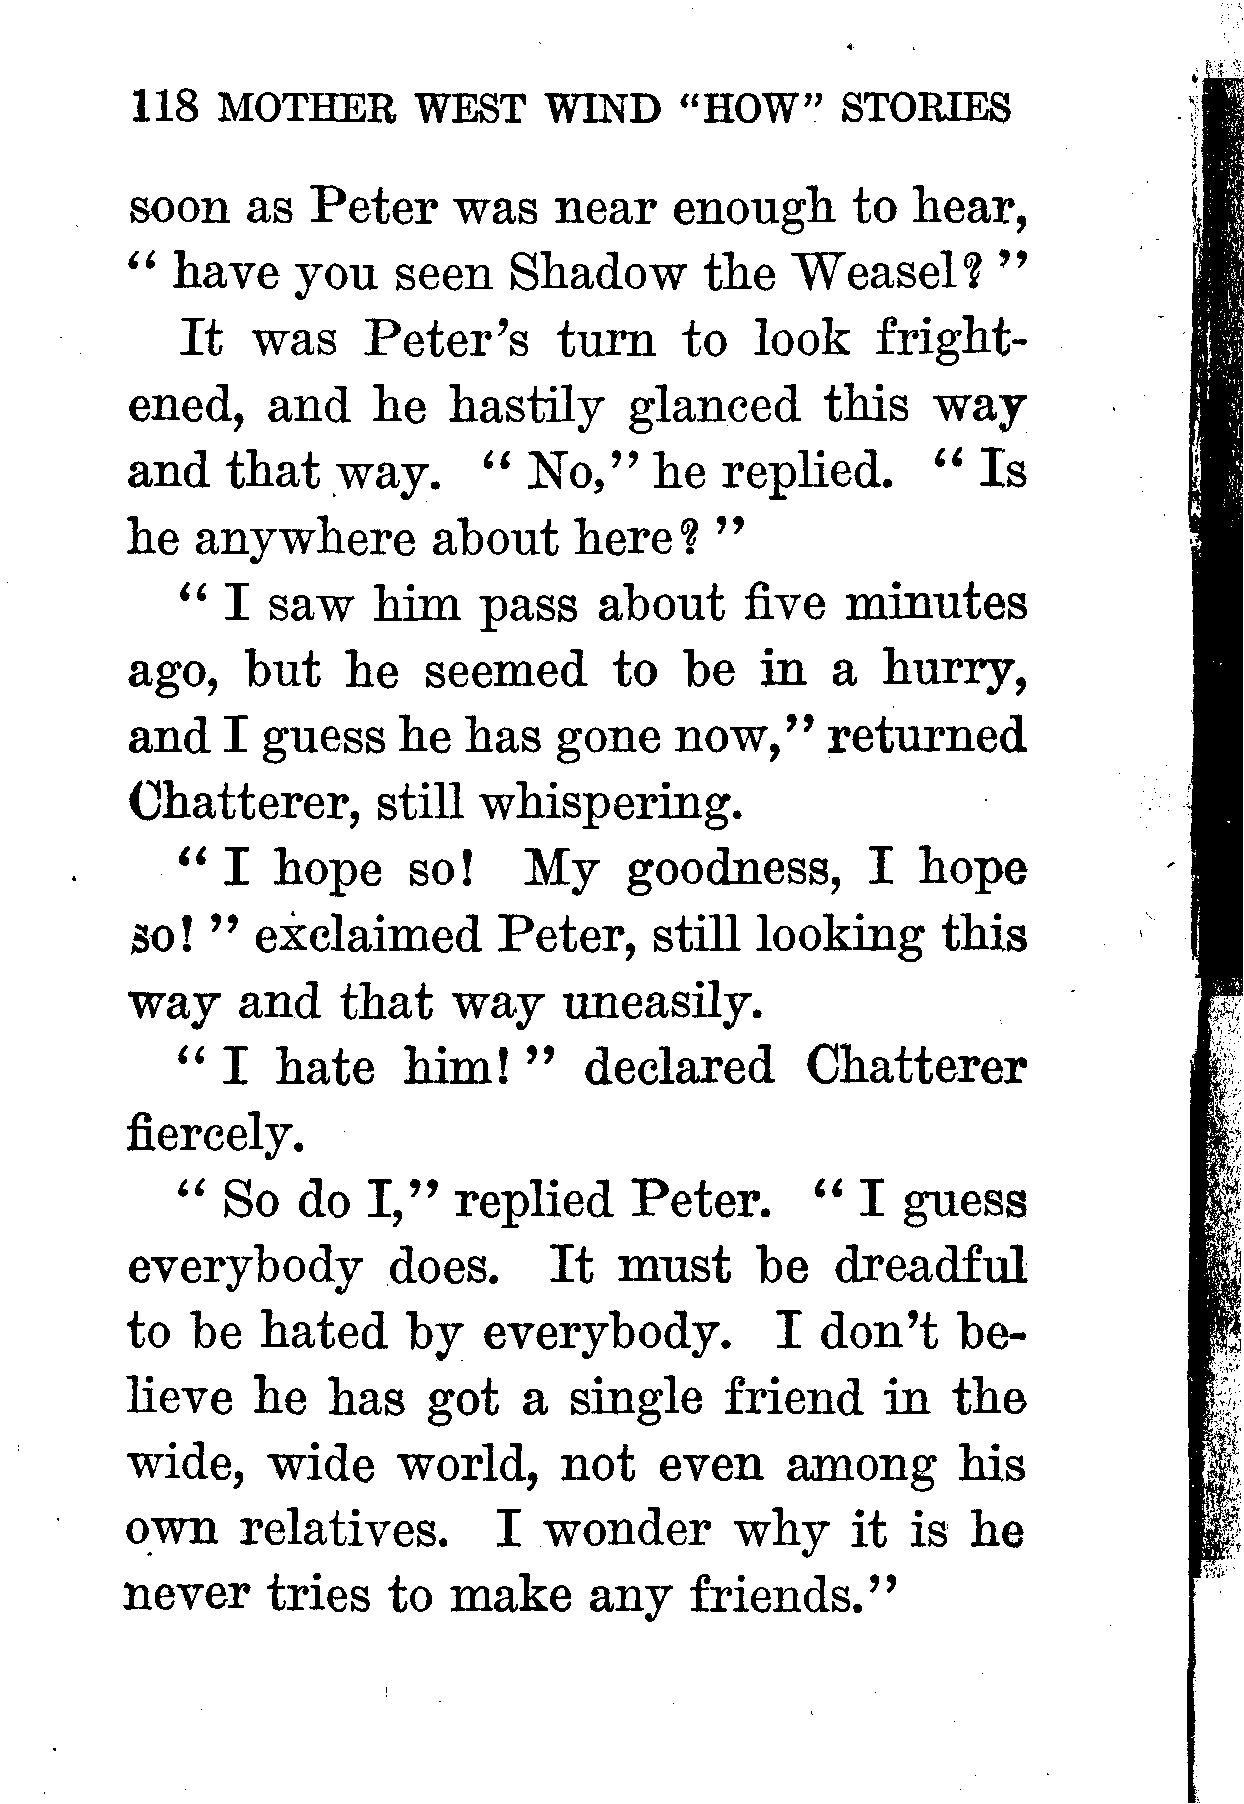 118 MOTHER WEST WIND "HOW" STORIES
soon as Peter was near enough to hear,
" have you seen Shadow the Weasel? "
It was Peter's turn to look fright-
ened, and he hastily glanced this way
and that way. " No," he replied. " Is
he anywhere about here? "
" I saw him pass about five minutes
ago, but he seemed to be in a hurry,
and I guess he has gone now," returned
Chatterer, still whispering.
" I hope so! My goodness, I hope
so! " exclaimed Peter, still looking this
way and that way uneasily.
" I hate him! " declared Chatterer
fiercely.
" So do I," replied Peter. " I guess
everybody does. It must be dreadful
to be hated by everybody. I don't be-
lieve he has got a single friend in the
wide, wide world, not even among his
own relatives. I wonder why it is he
never tries to make any friends."